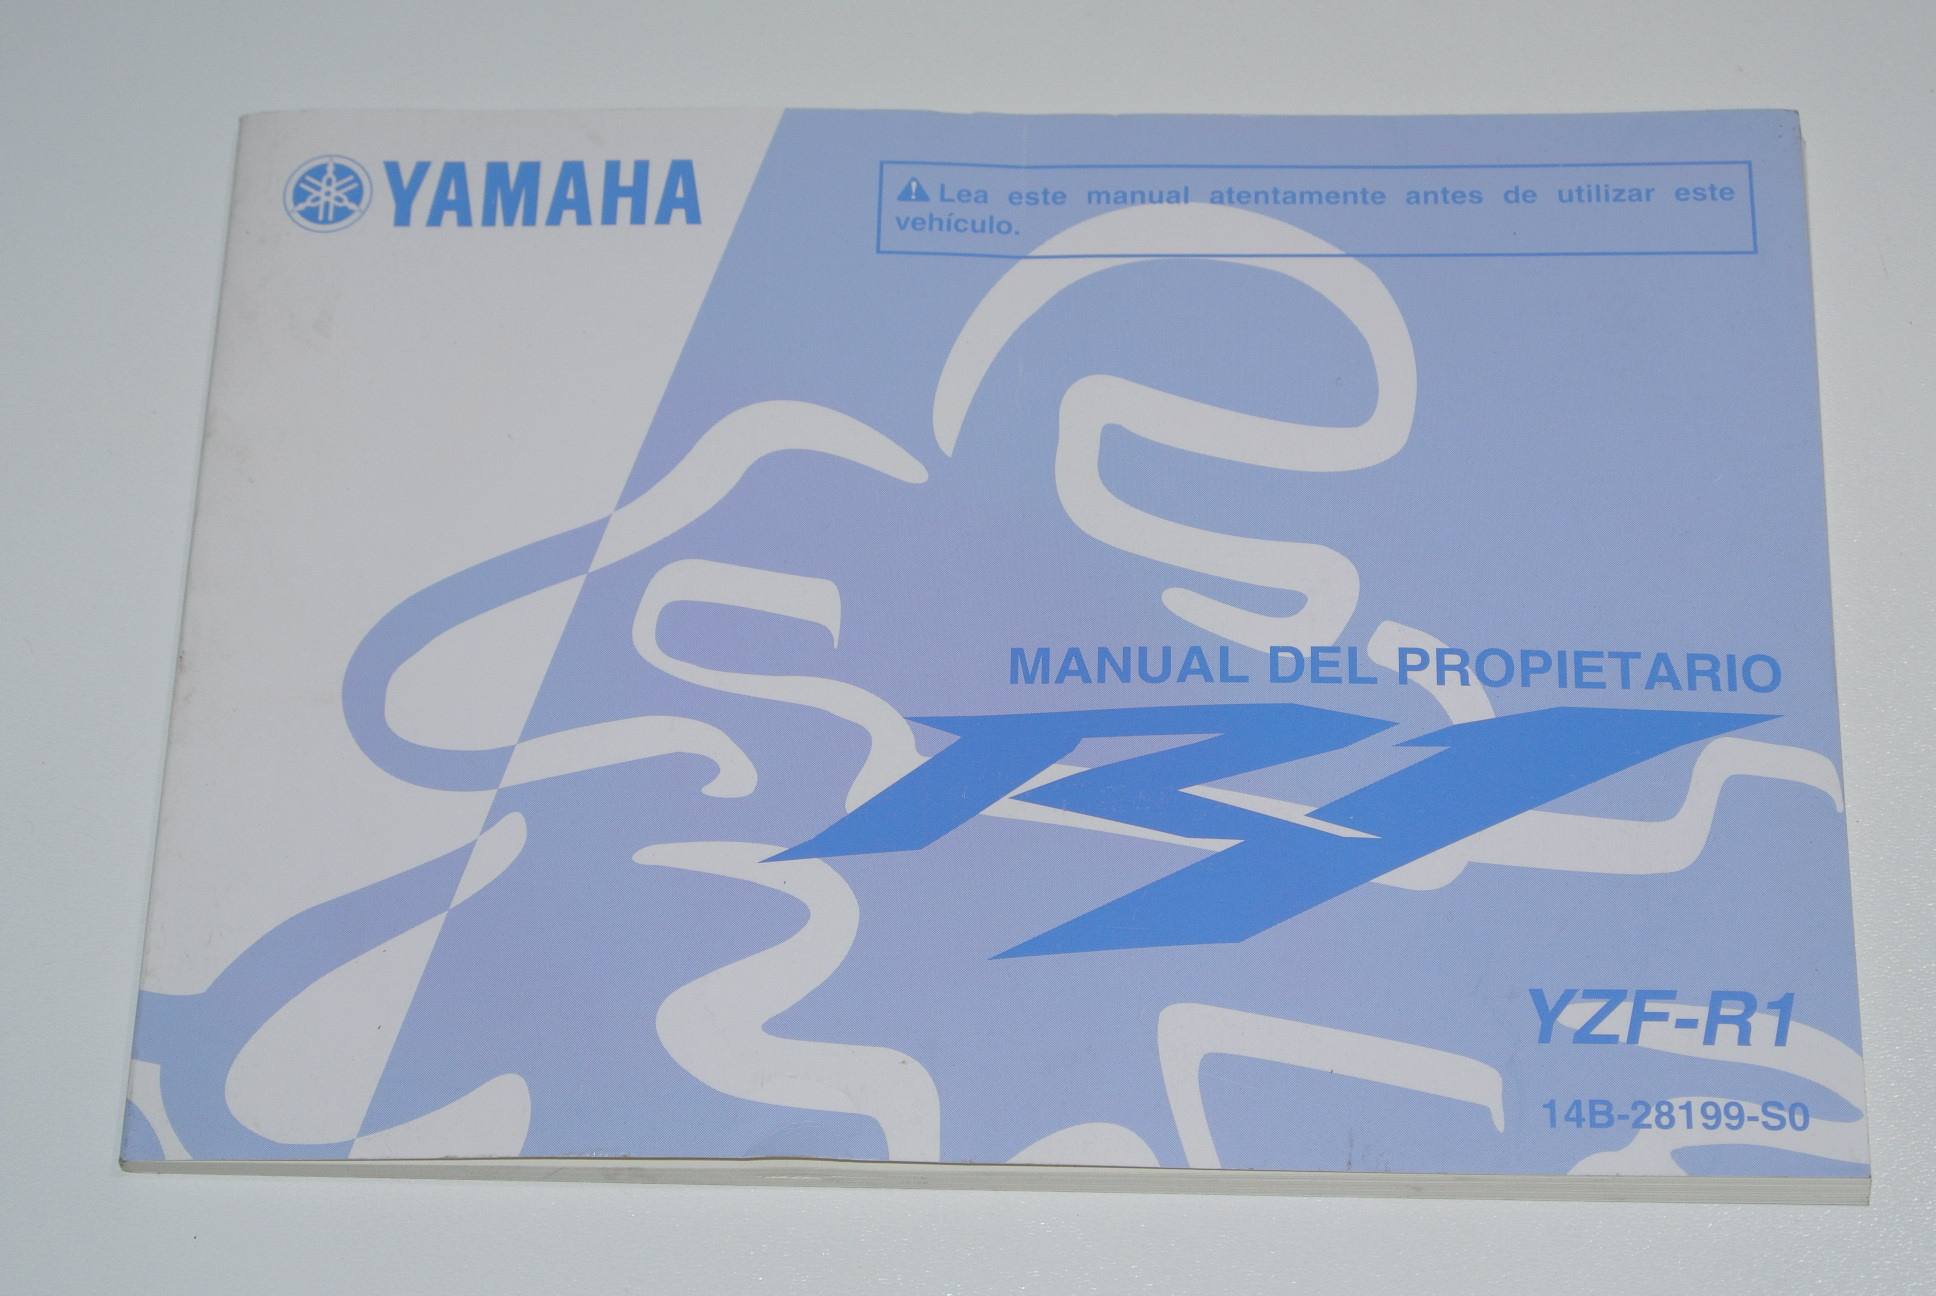 YAMAHA
⚠ Lea este manual atentamente antes de utilizar este
vehículo.
MANUAL DEL PROPIETARIO
R1
YZF-R1
14B-28199-S0